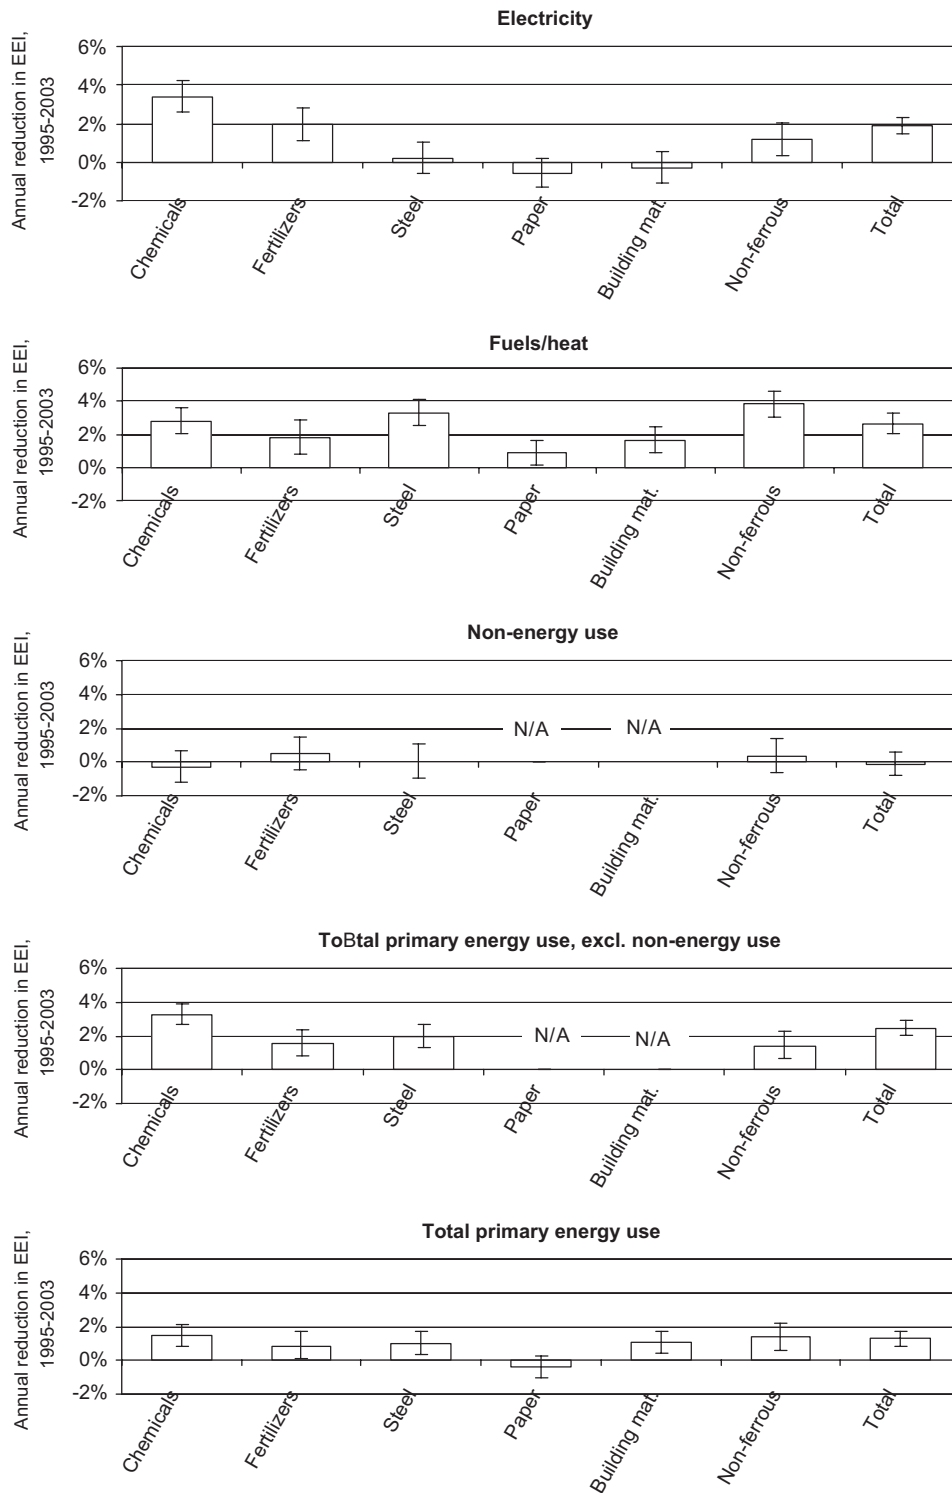 Electricity
Annual reduction in EEI,
1995-2003
6%
4%
2%
0%
-2%
Chemicals
Fertilizers
Steel
Paper
Building mat.
Non-ferrous
Total
Fuels/heat
Annual reduction in EEI,
1995-2003
6%
4%
2%
0%
-2%
Chemicals
Fertilizers
Steel
Paper
Building mat.
Non-ferrous
Total
Non-energy use
Annual reduction in EEI,
1995-2003
6%
4%
2%
0%
-2%
N/A
N/A
Chemicals
Fertilizers
Steel
Paper
Building mat.
Non-ferrous
Total
ToBtal primary energy use, excl. non-energy use
Annual reduction in EEI,
1995-2003
6%
4%
2%
0%
-2%
N/A
N/A
Chemicals
Fertilizers
Steel
Paper
Building mat.
Non-ferrous
Total
Total primary energy use
Annual reduction in EEI,
1995-2003
6%
4%
2%
0%
-2%
Chemicals
Fertilizers
Steel
Paper
Building mat.
Non-ferrous
Total